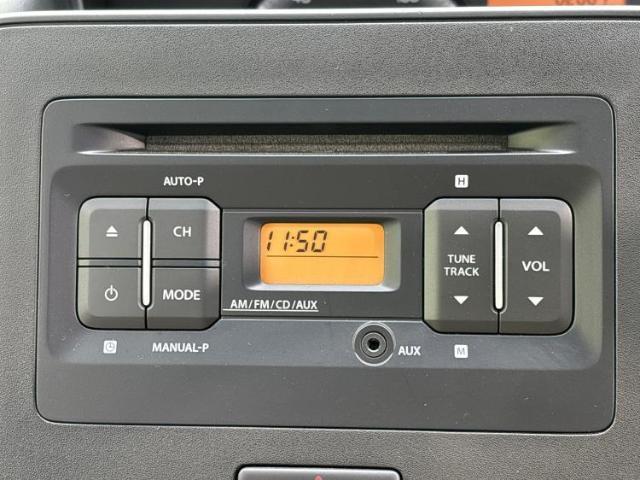 AUTO-P
H
CH
TUNE
TRACK
VOL
MODE
11:50
AM/FM/CD/AUX
MANUAL-P
AUX
M